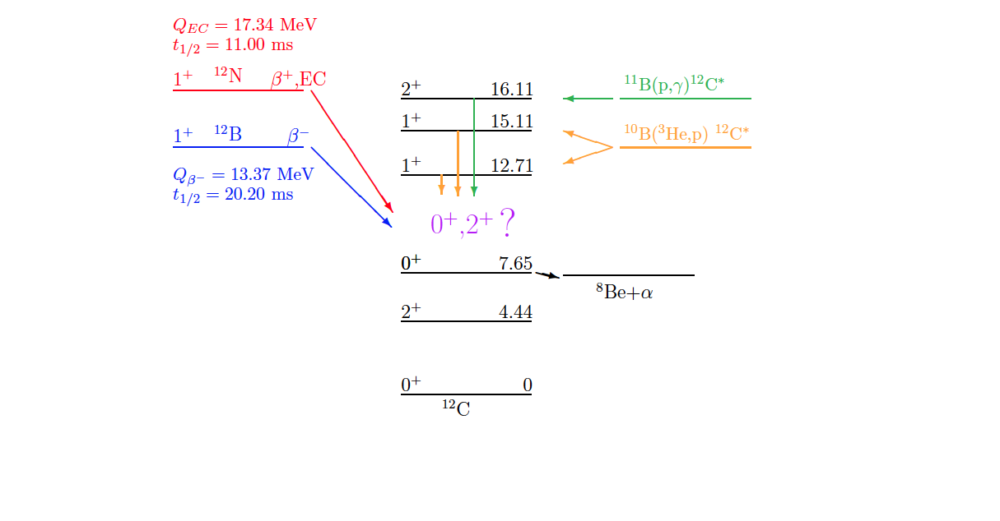 Q_EC = 17.34 MeV
t_1/2 = 11.00 ms
1⁺ ¹²N β⁺,EC
1⁺ ¹²B β⁻
Q_β⁻ = 13.37 MeV
t_1/2 = 20.20 ms
2⁺ 16.11
1⁺ 15.11
1⁺ 12.71
0⁺,2⁺?
0⁺ 7.65
2⁺ 4.44
0⁺ 0
¹²C
¹¹B(p,γ)¹²C*
¹⁰B(³He,p) ¹²C*
⁸Be+α